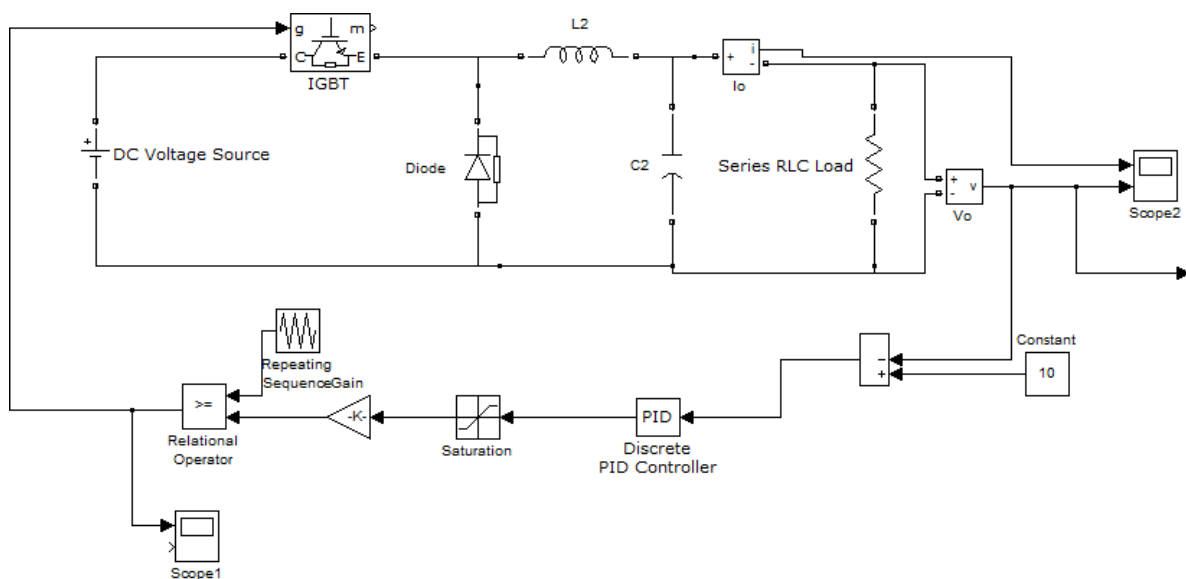 g
m
C
E
IGBT
L2
+
i
-
Io
+
DC Voltage Source
Diode
C2
Series RLC Load
+
-
v
Vo
Scope2
Repeating
SequenceGain
-
+
Constant
10
>=
Relational
Operator
-K-
Saturation
PID
Discrete
PID Controller
Scope1